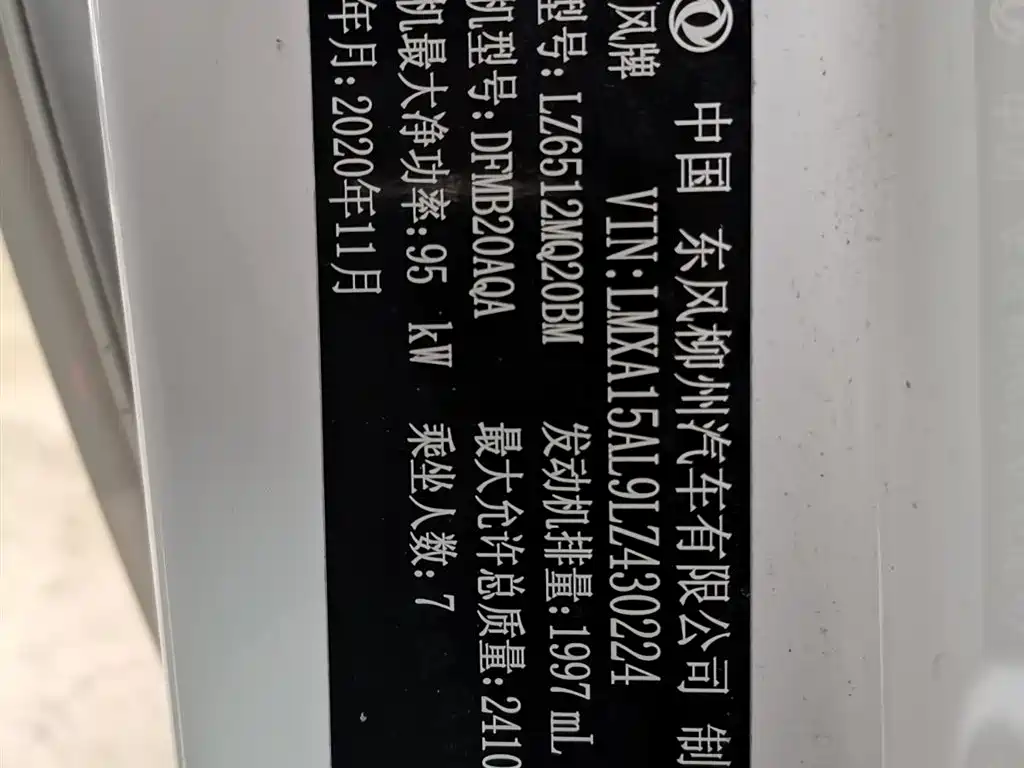 中国 东风柳州汽车有限公司 制
风牌 VIN:LMXA15AL9LZ430224
型号:LZ6512MQ20BM 发动机排量:1997 mL
机型号:DFMB20AQA 最大允许总质量:2410
机最大净功率:95 kW 乘坐人数:7
年月:2020年11月